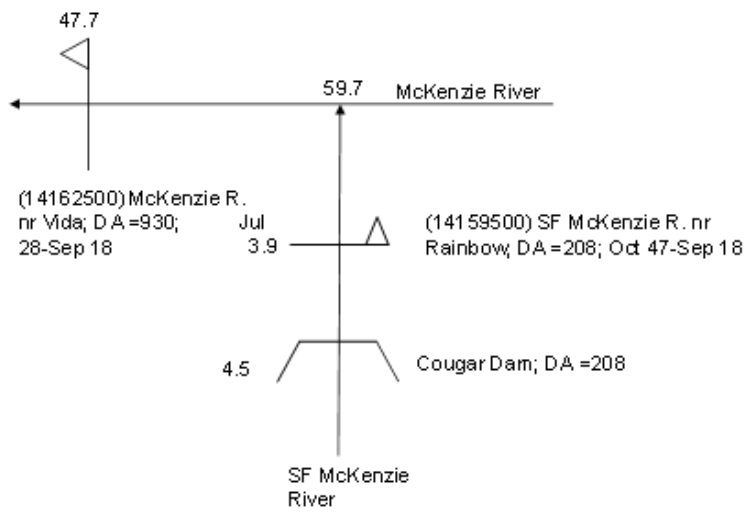 47.7
59.7 McKenzie River
(14162500) McKenzie R.
nr Vida; DA =930; Jul
28-Sep 18
3.9
(14159500) SF McKenzie R. nr
Rainbow, DA =208; Oct 47-Sep 18
4.5
Cougar Dam; DA =208
SF McKenzie
River